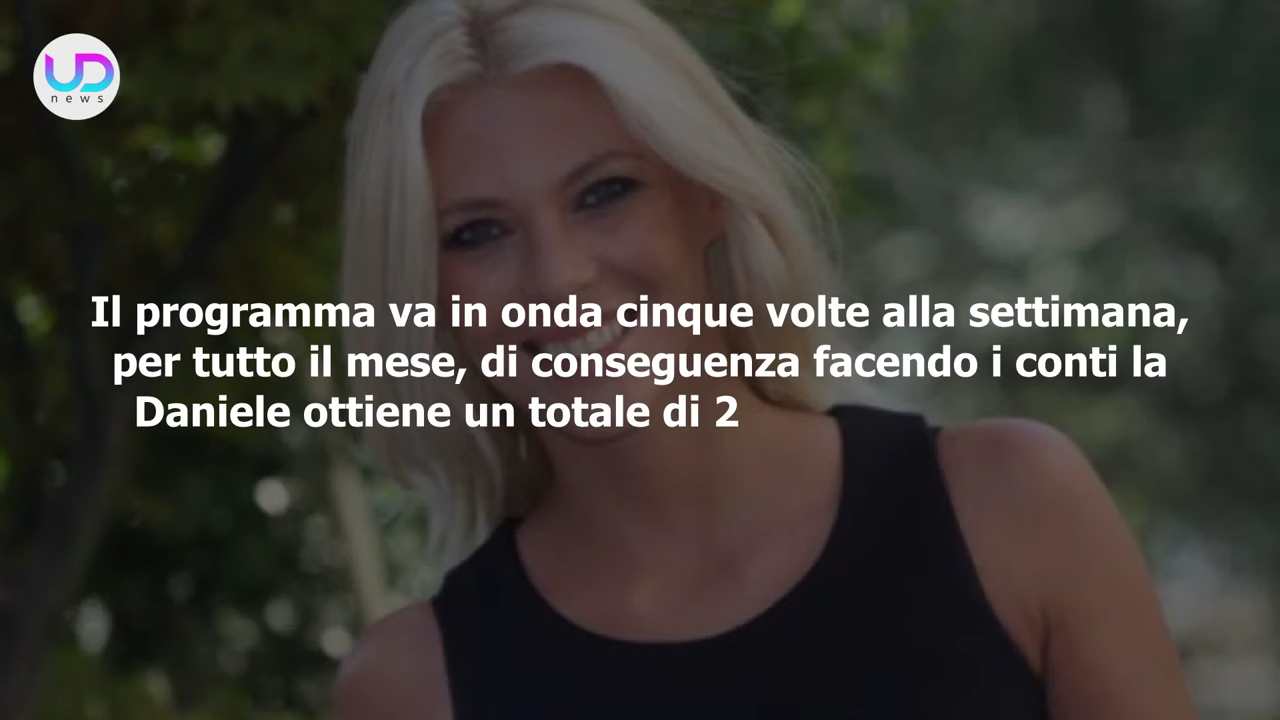 UD
news
Il programma va in onda cinque volte alla settimana,
per tutto il mese, di conseguenza facendo i conti la
Daniele ottiene un totale di 2